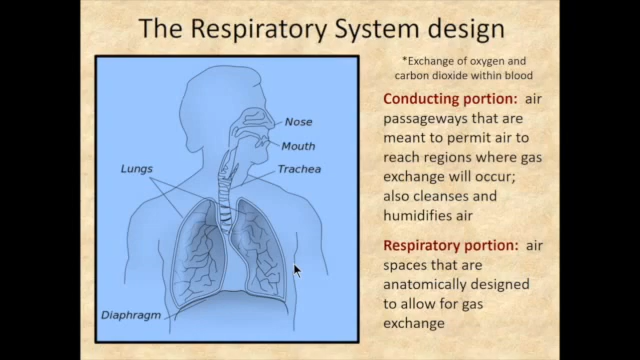 The Respiratory System design
Nose
Mouth
Lungs
Trachea
Diaphragm
*Exchange of oxygen and
carbon dioxide within blood
Conducting portion: air
passageways that are
meant to permit air to
reach regions where gas
exchange will occur;
also cleanses and
humidifies air
Respiratory portion: air
spaces that are
anatomically designed
to allow for gas
exchange